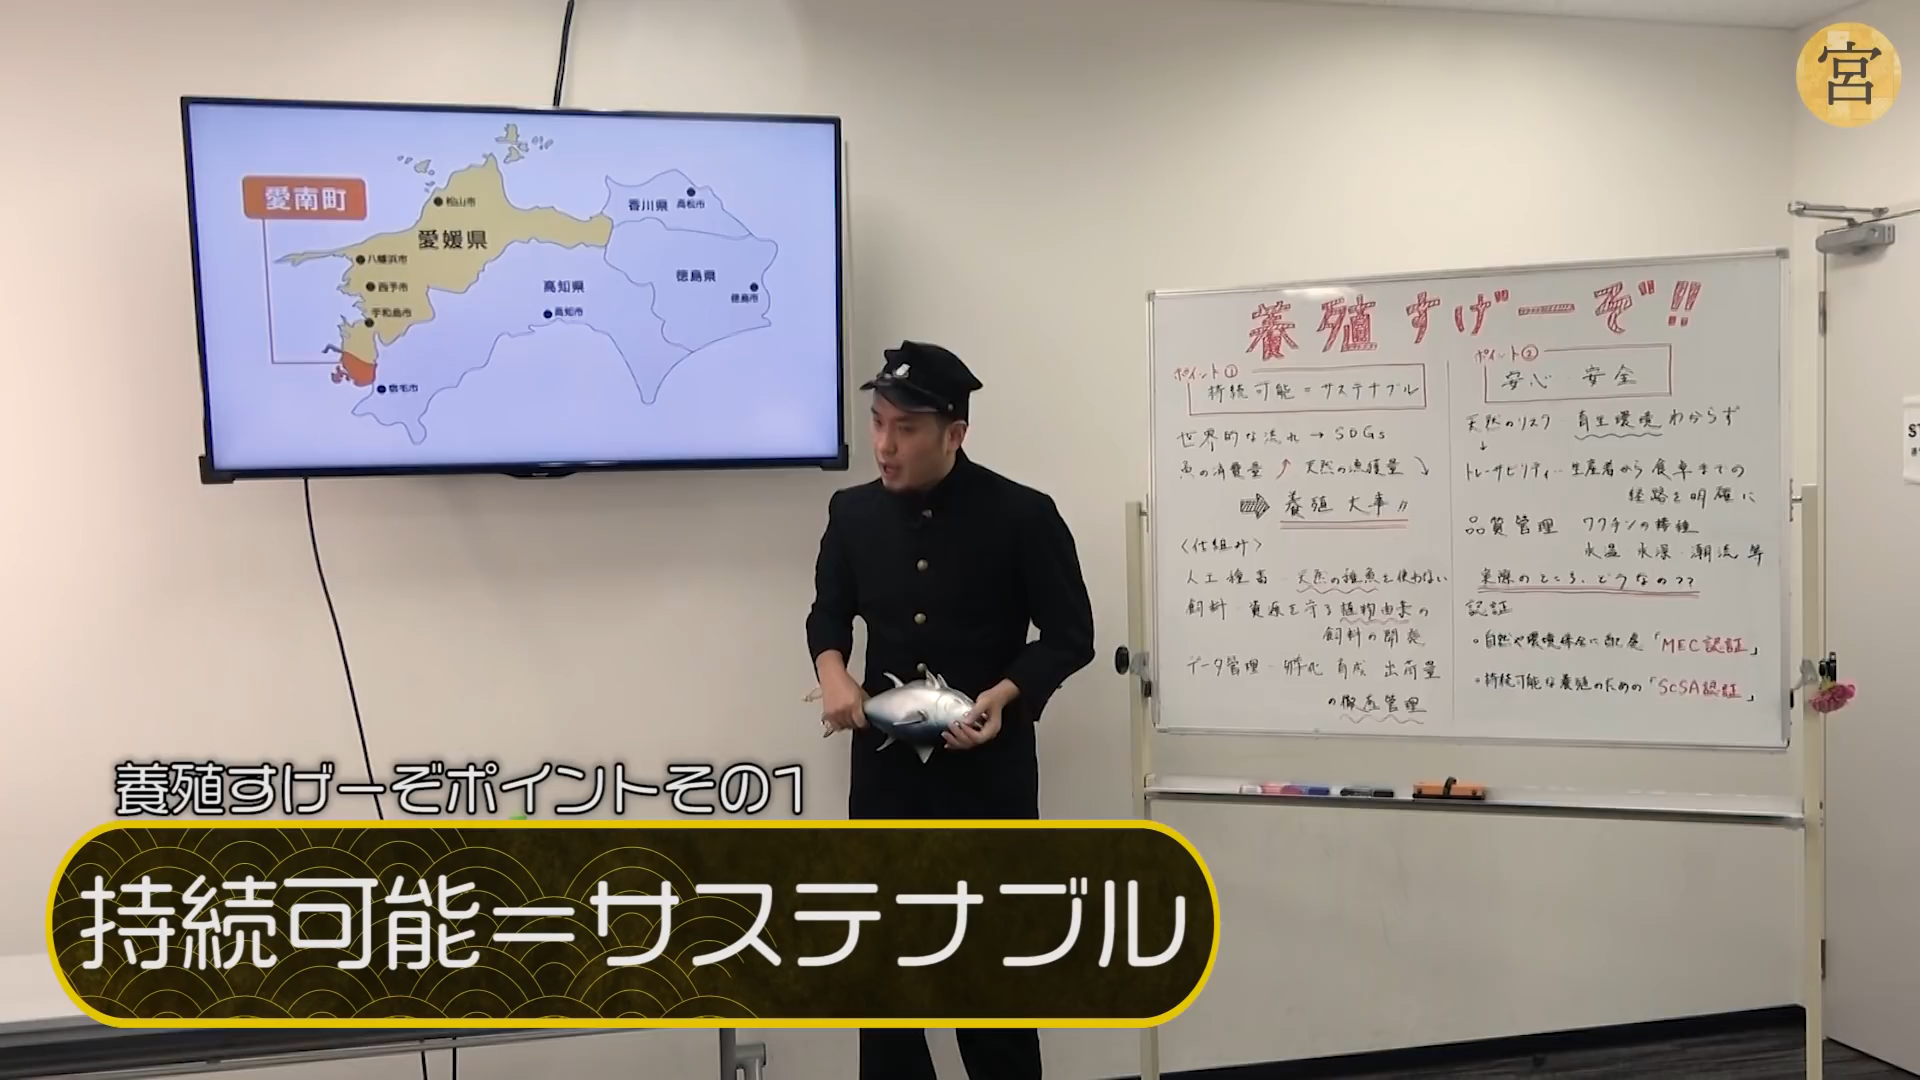 宮
愛南町
松山市
愛媛県
香川県
高松市
八幡浜市
西予市
宇和島市
高知県
高知市
徳島県
徳島市
宿毛市
養殖すげーぞ!!
ポイント①
持続可能=サステナブル
世界的な流れ→SDGs
魚の消費量↑ 天然の漁獲量↘
⇒ 養殖大事!!
〈仕組み〉
人工種苗 - 天然の稚魚を使わない
飼料 - 資源を守る植物由来の
飼料の開発
データ管理 - 孵化 育成 出荷量
の徹底管理
ポイント②
安心・安全
天然のリスク 育生環境わからず
↓
トレーサビリティ… 生産者から食卓までの
経路を明確に
品質管理 ワクチンの接種
水温 水深・潮流 等
実際のところ、どうなの??
認証
・自然や環境保全に配慮「MEC認証」
・持続可能な養殖のための「SCSA認証」
ST
養殖すげーぞポイントその1
持続可能=サステナブル